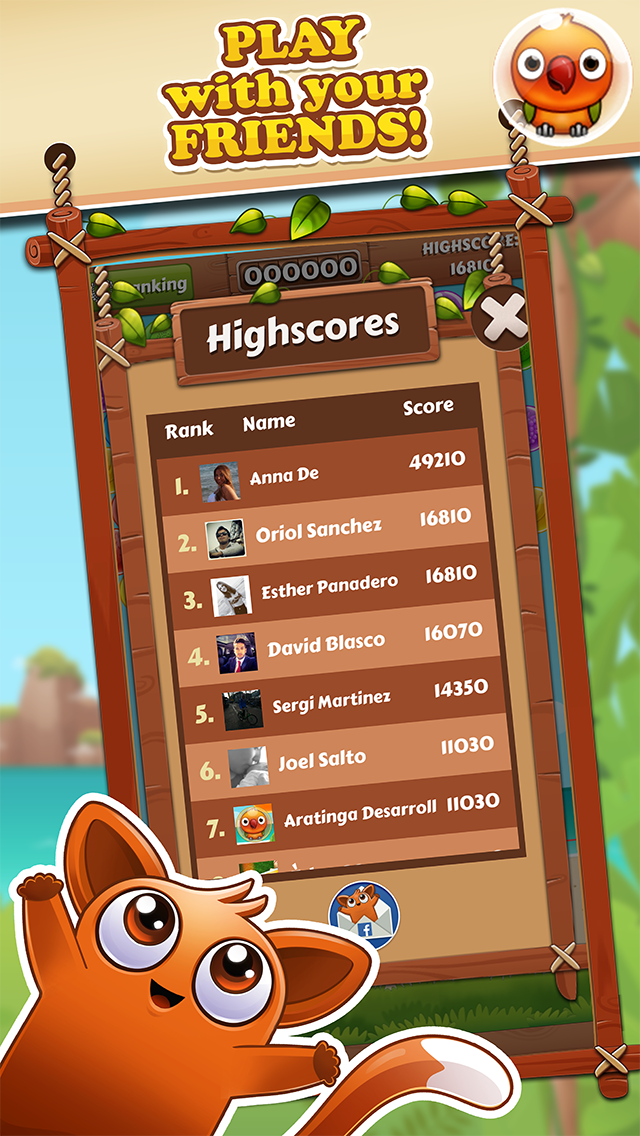 PLAY
with your
FRIENDS!
HIGHSCORE:
000000
Highscores
Rank Name Score
1. Anna De 49210
2. Oriol Sanchez 16810
3. Esther Panadero 16810
4. David Blasco 16070
5. Sergi Martinez 14350
6. Joel Salto 11030
7. Aratinga Desarroll 11030
f